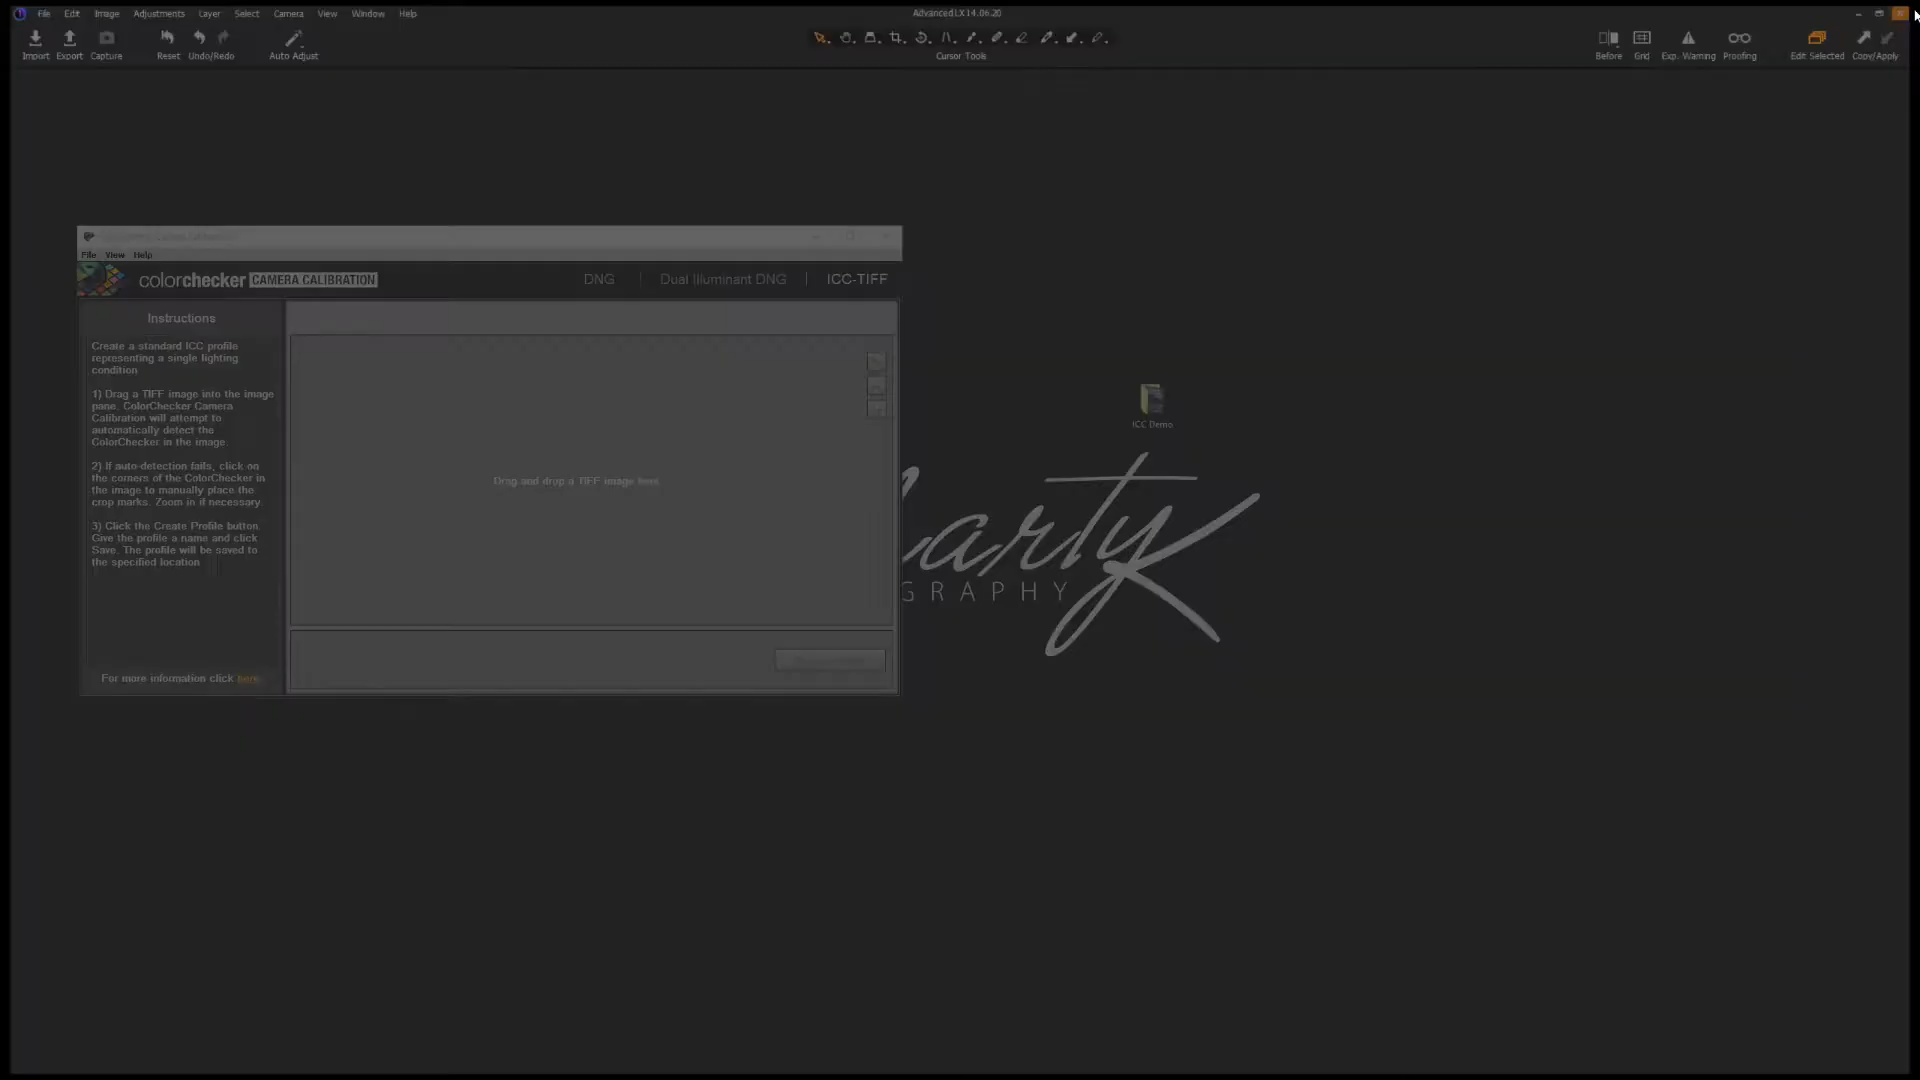 File Edit Image Adjustments Layer Select Camera View Window Help
Advanced LX 14.06.20
Import Export Capture Reset Undo/Redo Auto Adjust
Cursor Tools
Before Grid Exp. Warning Proofing Edit Selected Copy/Apply
File View Help
colorchecker CAMERA CALIBRATION
DNG | Dual Illuminant DNG | ICC-TIFF
Instructions
Create a standard ICC profile
representing a single lighting
condition
1) Drag a TIFF image into the image
pane. ColorChecker Camera
Calibration will attempt to
automatically detect the
ColorChecker in the image.
2) If auto-detection fails, click on
the corners of the ColorChecker in
the image to manually place the
crop marks. Zoom in if necessary.
3) Click the Create Profile button.
Give the profile a name and click
Save. The profile will be saved to
the specified location
For more information click here
Drag and drop a TIFF image here
ICC Demo
arty
GRAPHY